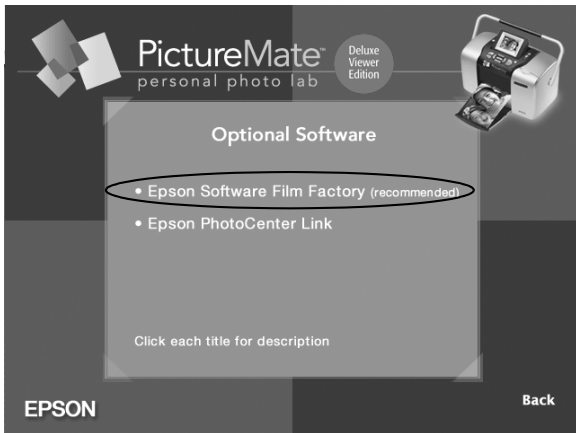 PictureMate™
personal photo lab
Deluxe
Viewer
Edition
Optional Software
• Epson Software Film Factory (recommended)
• Epson PhotoCenter Link
Click each title for description
EPSON
Back